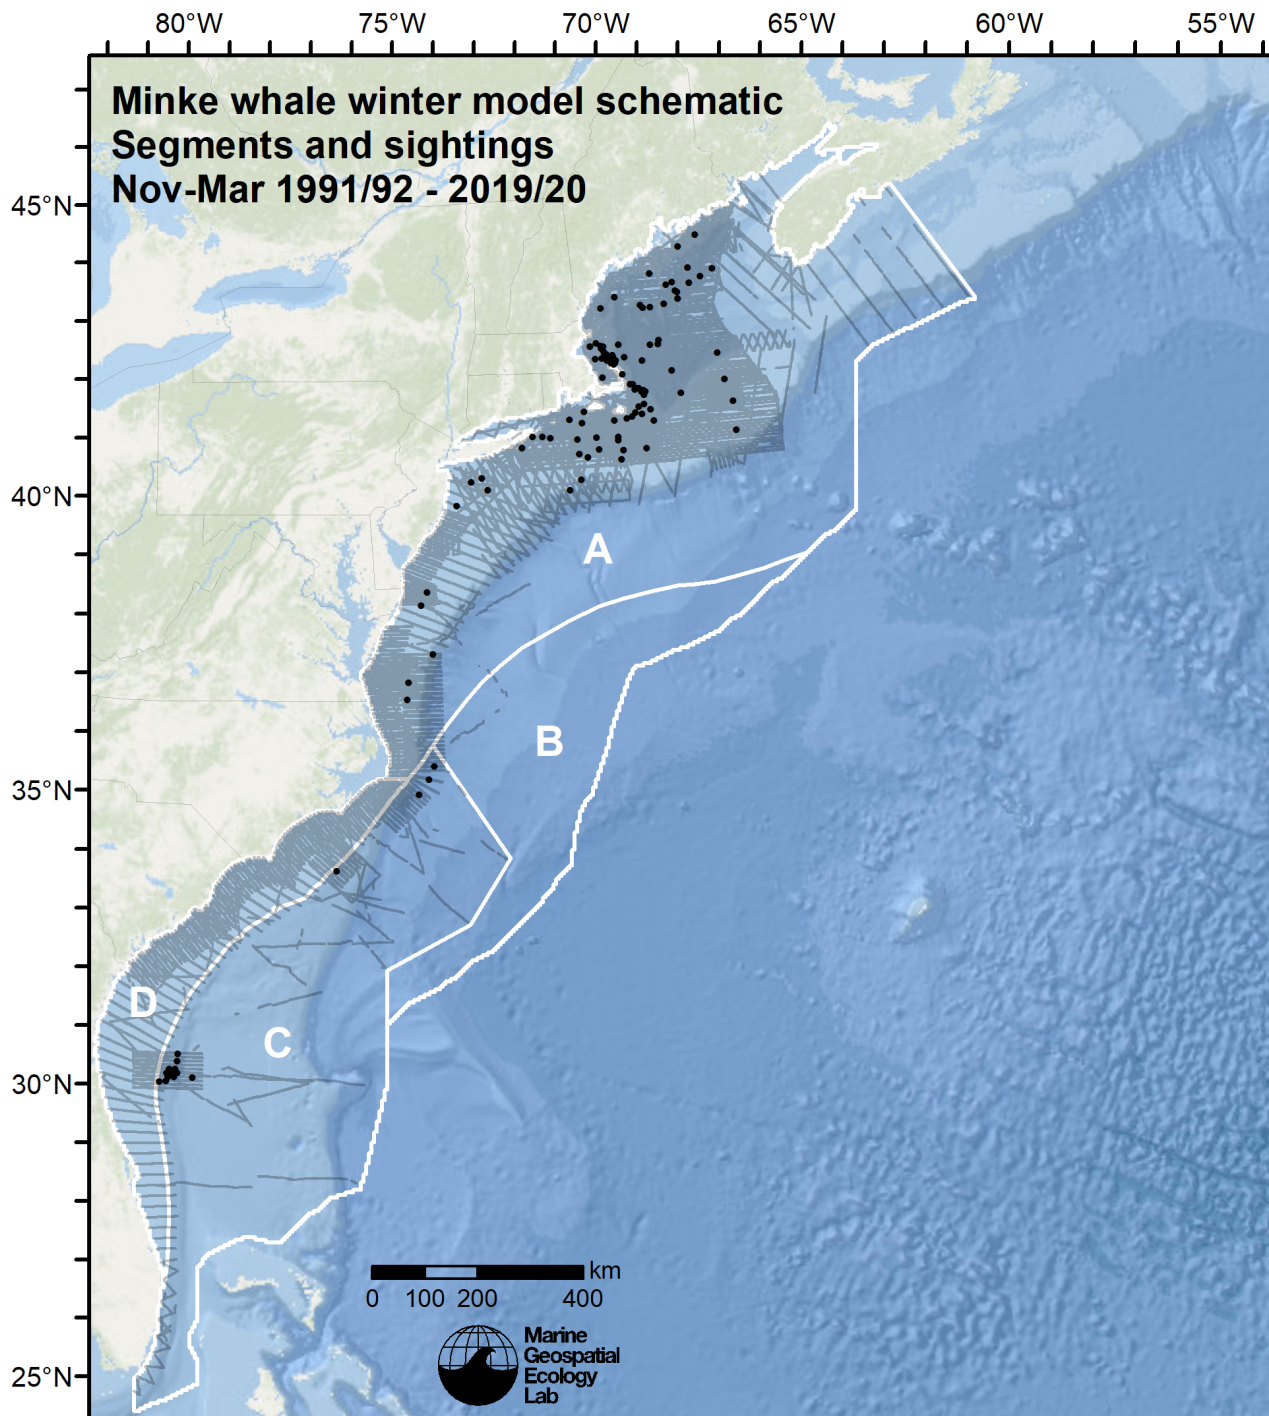 80°W 75°W 70°W 65°W 60°W 55°W
Minke whale winter model schematic
Segments and sightings
Nov-Mar 1991/92 - 2019/20
45°N
40°N
A
B
35°N
D
C
30°N
km
0 100 200 400
Marine
Geospatial
Ecology
Lab
25°N